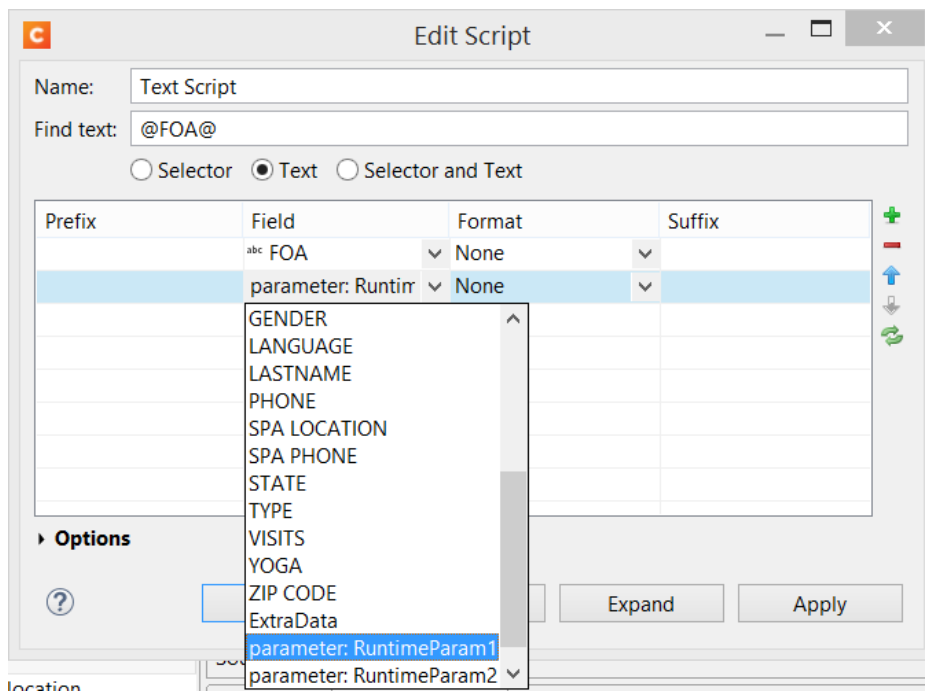 C
Edit Script
Name: Text Script
Find text: @FOA@
Selector Text Selector and Text
Prefix Field Format Suffix
abc FOA None
parameter: Runtim None
GENDER
LANGUAGE
LASTNAME
PHONE
SPA LOCATION
SPA PHONE
STATE
TYPE
VISITS
YOGA
ZIP CODE
ExtraData
parameter: RuntimeParam1
parameter: RuntimeParam2
Options
? Expand Apply
location